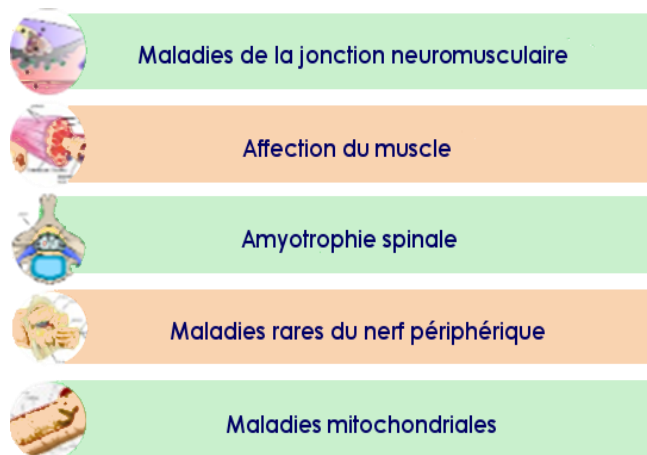 Maladies de la jonction neuromusculaire
Affection du muscle
Amyotrophie spinale
Maladies rares du nerf périphérique
Maladies mitochondriales